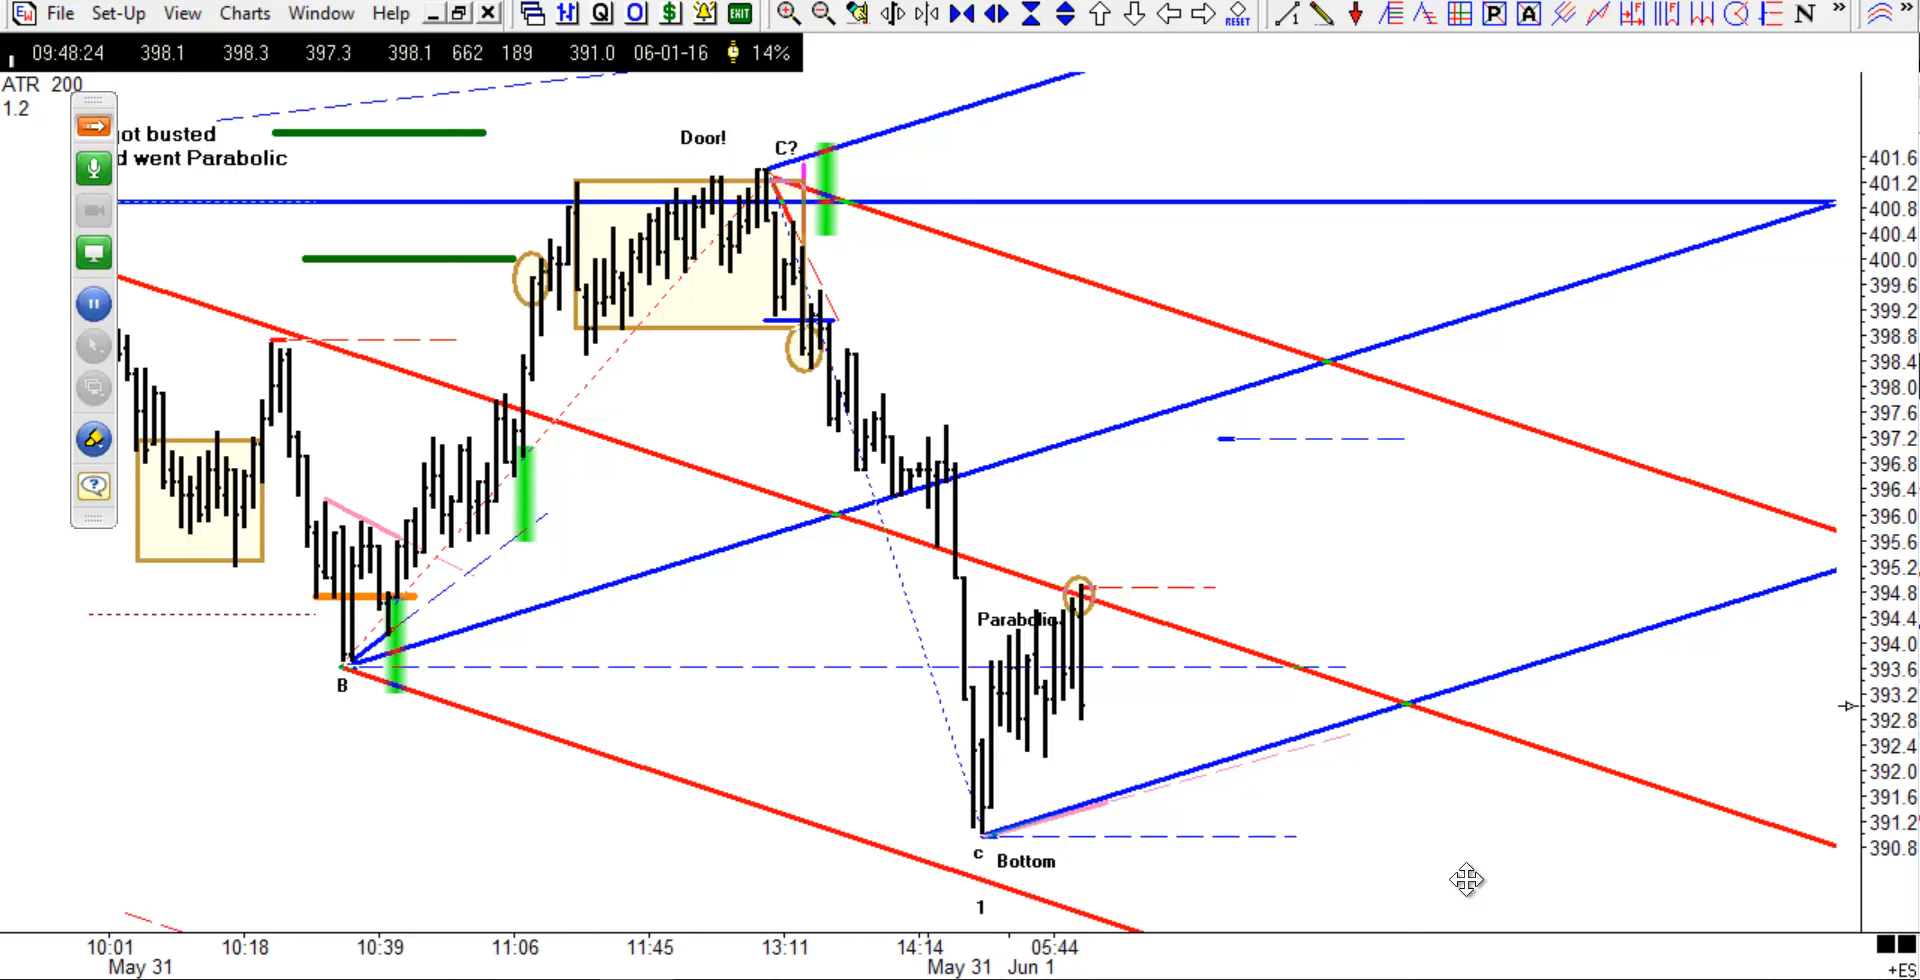 File Set-Up View Charts Window Help
Q O $ EXIT RESET P A N
09:48:24 398.1 398.3 397.3 398.1 662 189 391.0 06-01-16 14%
ATR 200
1.2
got busted
d went Parabolic
Door!
C?
B
Parabolic
c Bottom
1
401.6
401.2
400.8
400.4
400.0
399.6
399.2
398.8
398.4
398.0
397.6
397.2
396.8
396.4
396.0
395.6
395.2
394.8
394.4
394.0
393.6
393.2
392.8
392.4
392.0
391.6
391.2
390.8
10:01 10:18 10:39 11:06 11:45 13:11 14:14 05:44
May 31 May 31 Jun 1
+ES